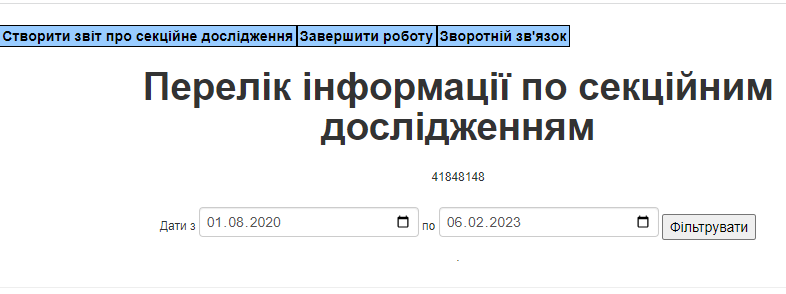 Створити звіт про секційне дослідження Завершити роботу Зворотній зв'язок
Перелік інформації по секційним
дослідженням
41848148
Дати з 01.08.2020 по 06.02.2023 Фільтрувати